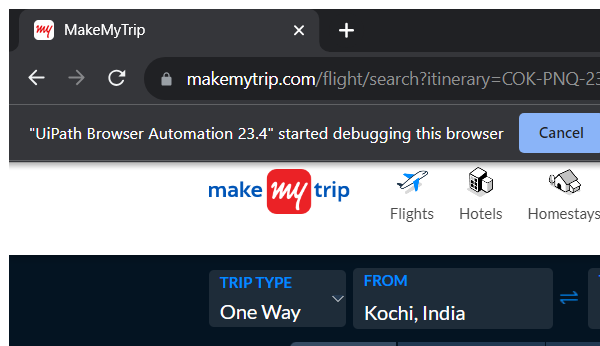 MakeMyTrip
makemytrip.com/flight/search?itinerary=COK-PNQ-23
"UiPath Browser Automation 23.4" started debugging this browser
Cancel
make my trip
Flights
Hotels
Homestays
TRIP TYPE
One Way
FROM
Kochi, India